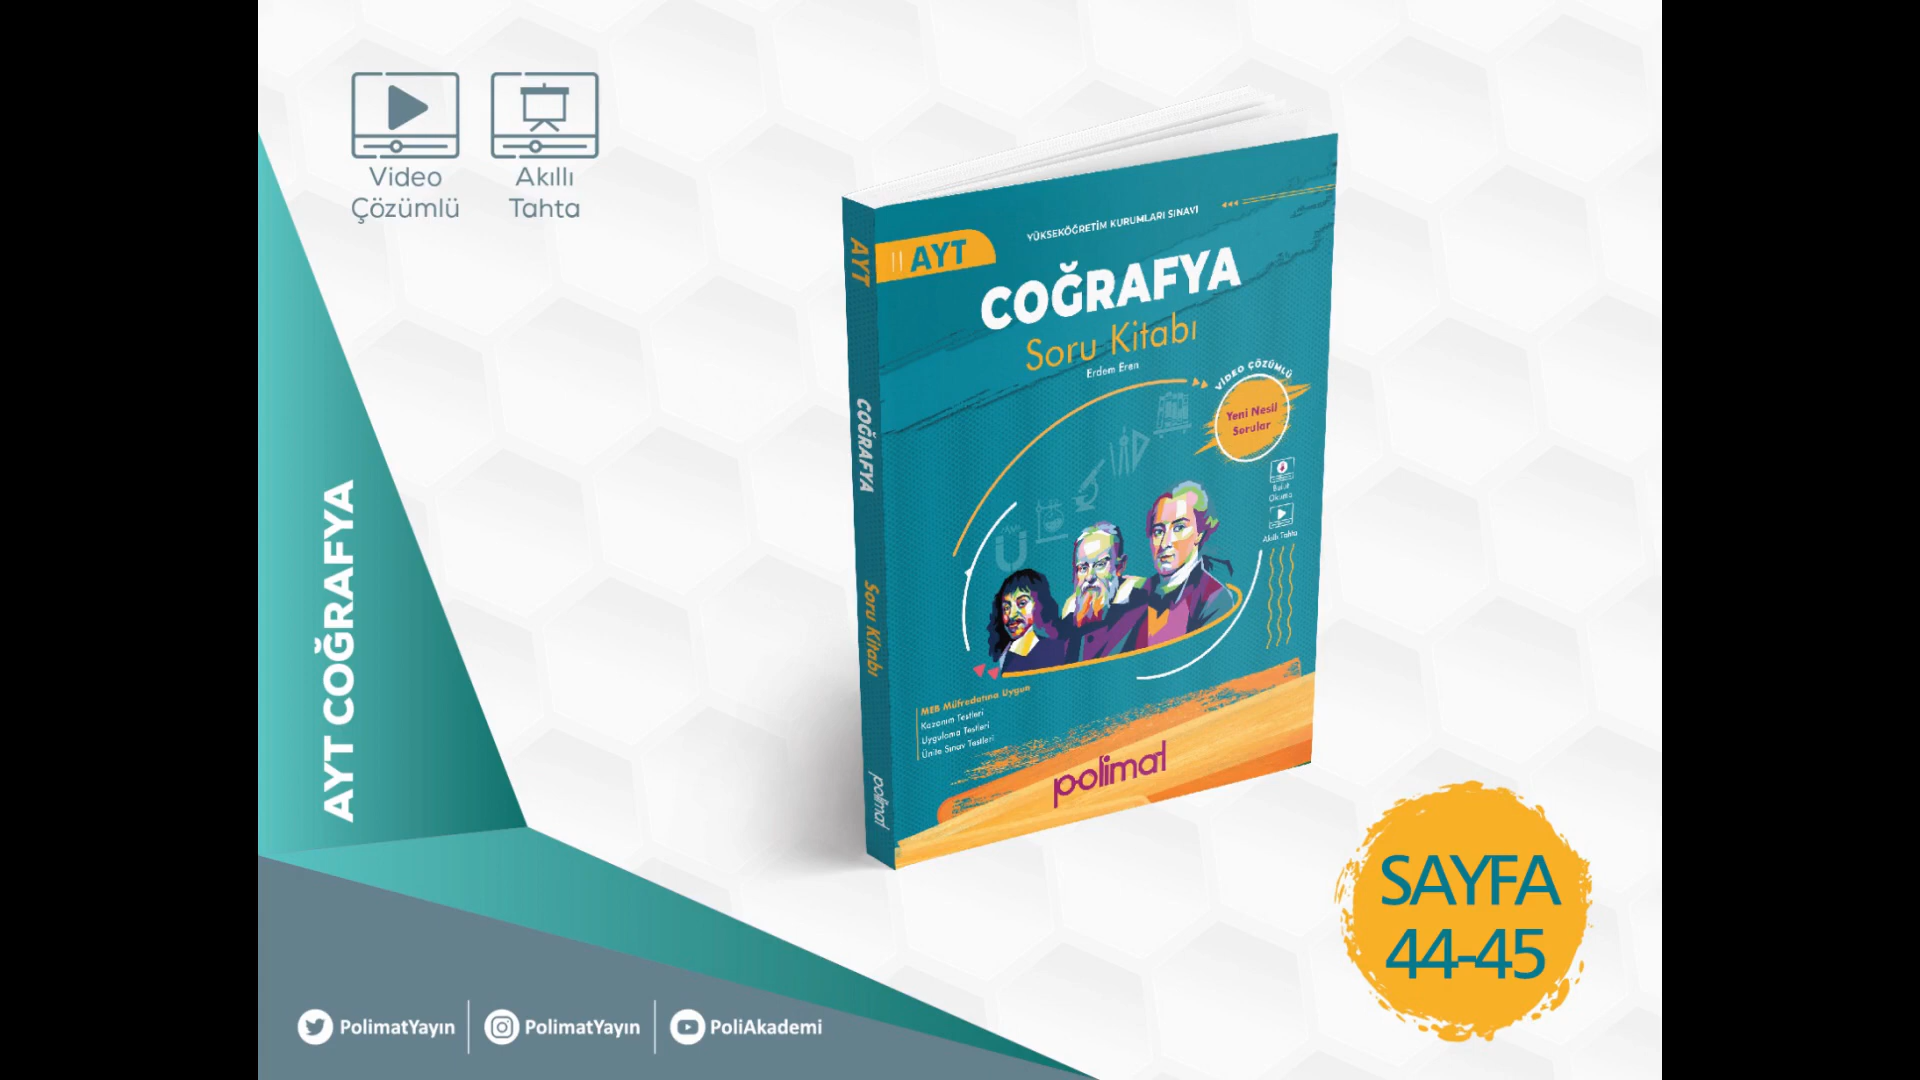 Video
Çözümlü
Akıllı
Tahta
AYT COĞRAFYA
AYT
COĞRAFYA
Soru Kitabı
polimat
YÜKSEKÖĞRETİM KURUMLARI SINAVI
AYT
COĞRAFYA
Soru Kitabı
Erdem Eren
VİDEO ÇÖZÜMLÜ
Yeni Nesil
Sorular
Bulut
Okuma
Akıllı Tahta
MEB Müfredatına Uygun
Kazanım Testleri
Uygulama Testleri
Ünite Sınav Testleri
polimat
SAYFA
44-45
PolimatYayın
PolimatYayın
PoliAkademi